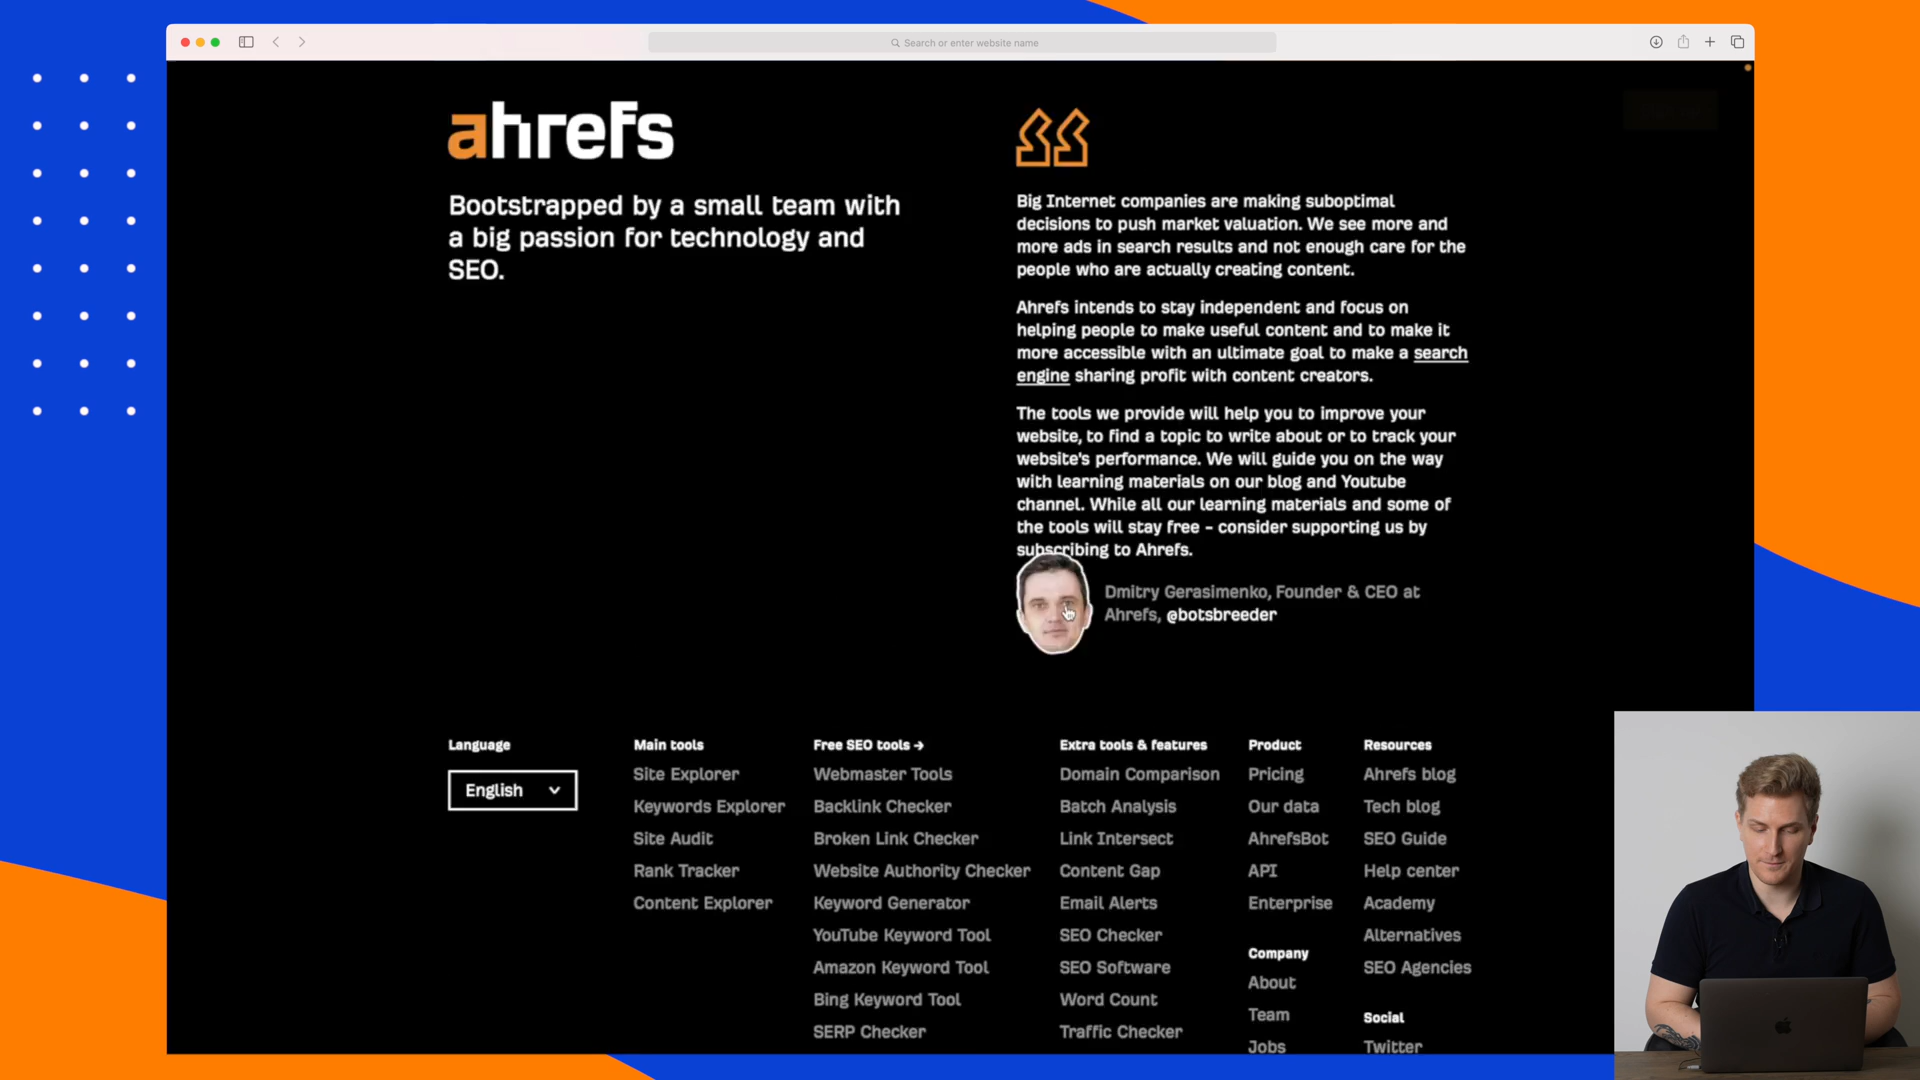 Search or enter website name
ahrefs
Bootstrapped by a small team with
a big passion for technology and
SEO.
Big Internet companies are making suboptimal
decisions to push market valuation. We see more and
more ads in search results and not enough care for the
people who are actually creating content.
Ahrefs intends to stay independent and focus on
helping people to make useful content and to make it
more accessible with an ultimate goal to make a search
engine sharing profit with content creators.
The tools we provide will help you to improve your
website, to find a topic to write about or to track your
website's performance. We will guide you on the way
with learning materials on our blog and Youtube
channel. While all our learning materials and some of
the tools will stay free – consider supporting us by
subscribing to Ahrefs.
Dmitry Gerasimenko, Founder & CEO at
Ahrefs, @botsbreeder
Language
English
Main tools
Site Explorer
Keywords Explorer
Site Audit
Rank Tracker
Content Explorer
Free SEO tools →
Webmaster Tools
Backlink Checker
Broken Link Checker
Website Authority Checker
Keyword Generator
YouTube Keyword Tool
Amazon Keyword Tool
Bing Keyword Tool
SERP Checker
Extra tools & features
Domain Comparison
Batch Analysis
Link Intersect
Content Gap
Email Alerts
SEO Checker
SEO Software
Word Count
Traffic Checker
Product
Pricing
Our data
AhrefsBot
API
Enterprise
Company
About
Team
Jobs
Resources
Ahrefs blog
Tech blog
SEO Guide
Help center
Academy
Alternatives
SEO Agencies
Social
Twitter